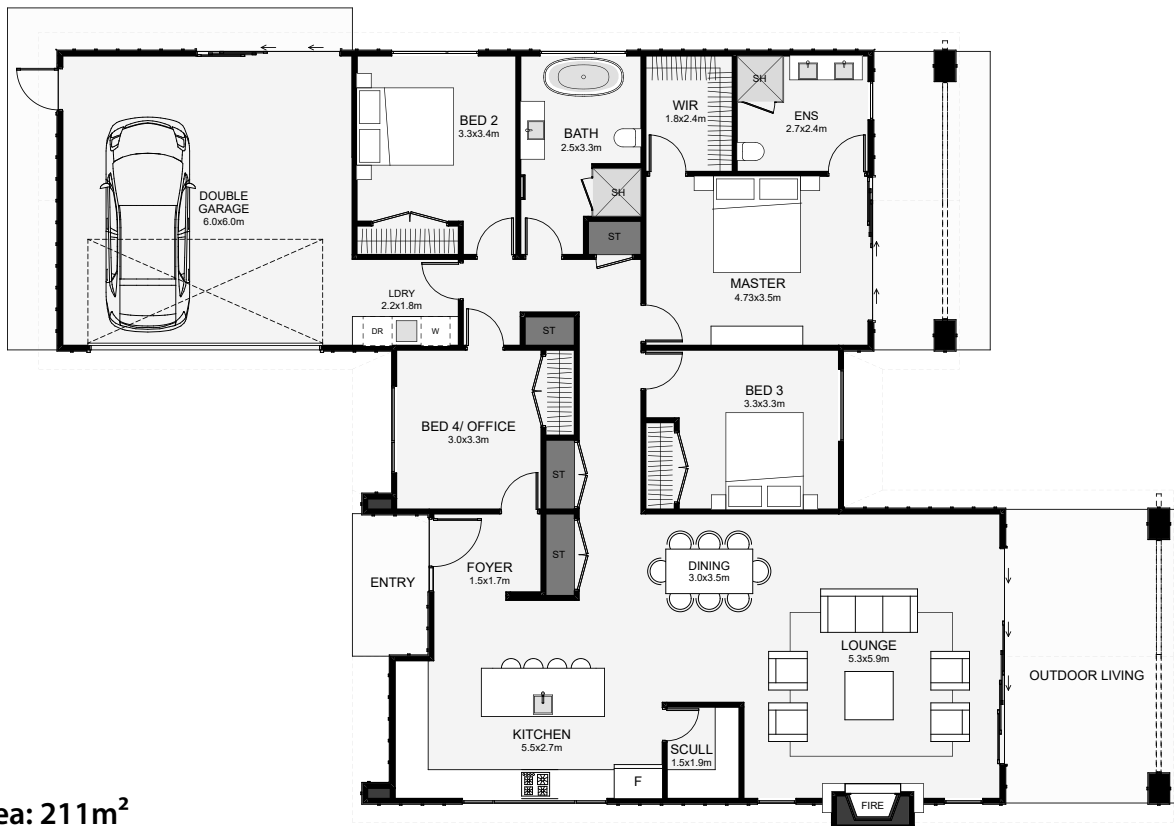 DOUBLE
GARAGE
6.0x6.0m
BED 2
3.3x3.4m
BATH
2.5x3.3m
SH
ST
WIR
1.8x2.4m
SH
ENS
2.7x2.4m
MASTER
4.73x3.5m
LDRY
2.2x1.8m
DR
W
ST
BED 4/ OFFICE
3.0x3.3m
ST
BED 3
3.3x3.3m
ENTRY
FOYER
1.5x1.7m
ST
DINING
3.0x3.5m
LOUNGE
5.3x5.9m
OUTDOOR LIVING
KITCHEN
5.5x2.7m
F
SCULL
1.5x1.9m
FIRE
ea: 211m²